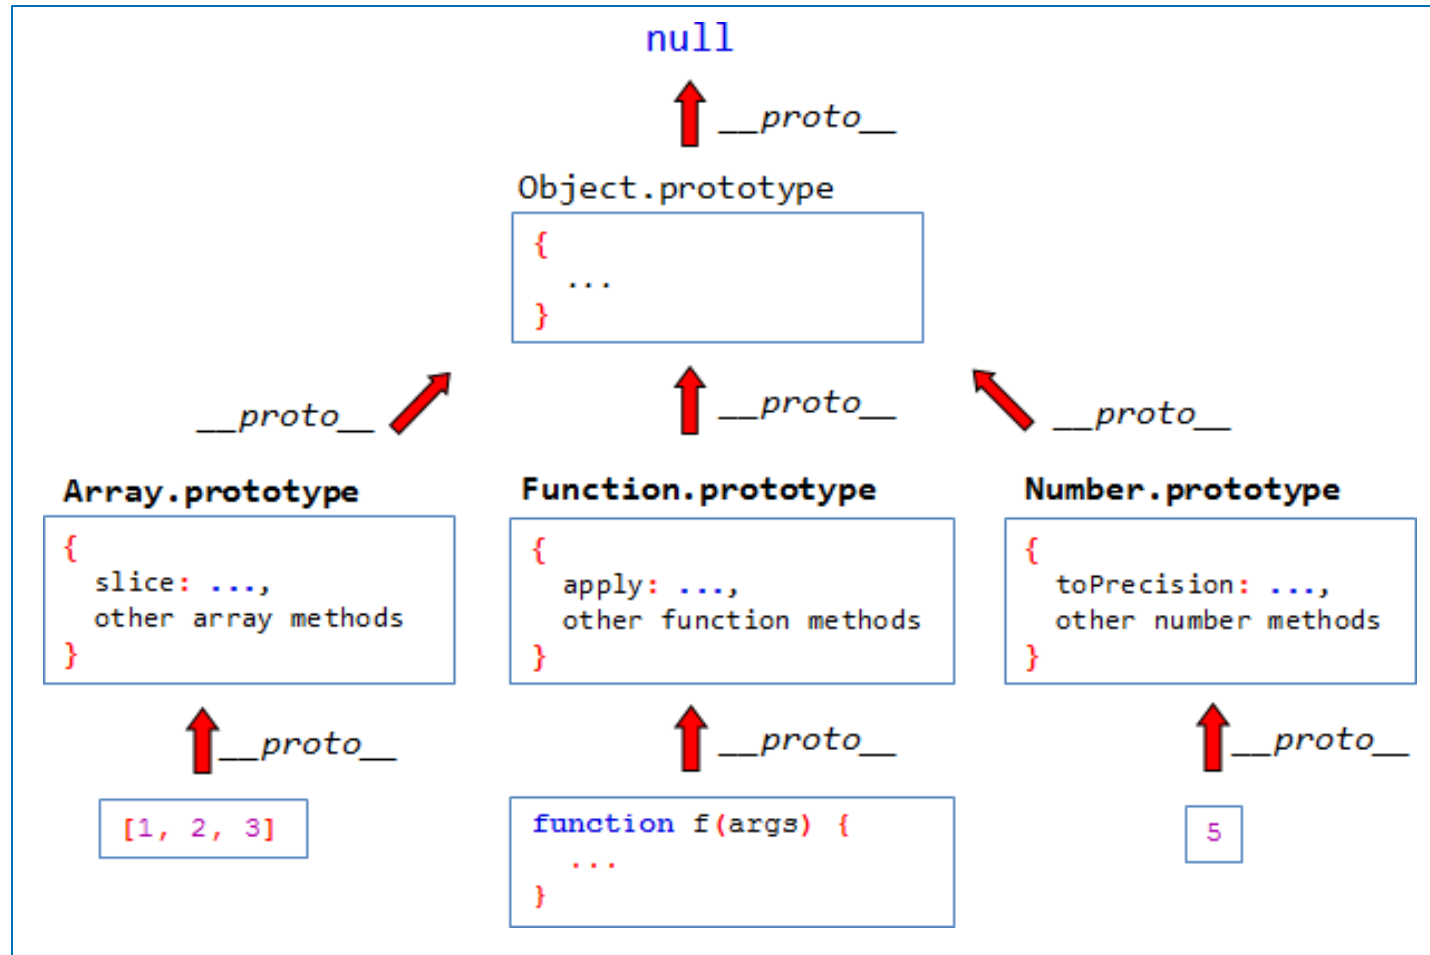 null
__proto__
Object.prototype
{
...
}
__proto__
__proto__
__proto__
Array.prototype
{
slice: ...,
other array methods
}
Function.prototype
{
apply: ...,
other function methods
}
Number.prototype
{
toPrecision: ...,
other number methods
}
__proto__
__proto__
__proto__
[1, 2, 3]
function f(args) {
...
}
5